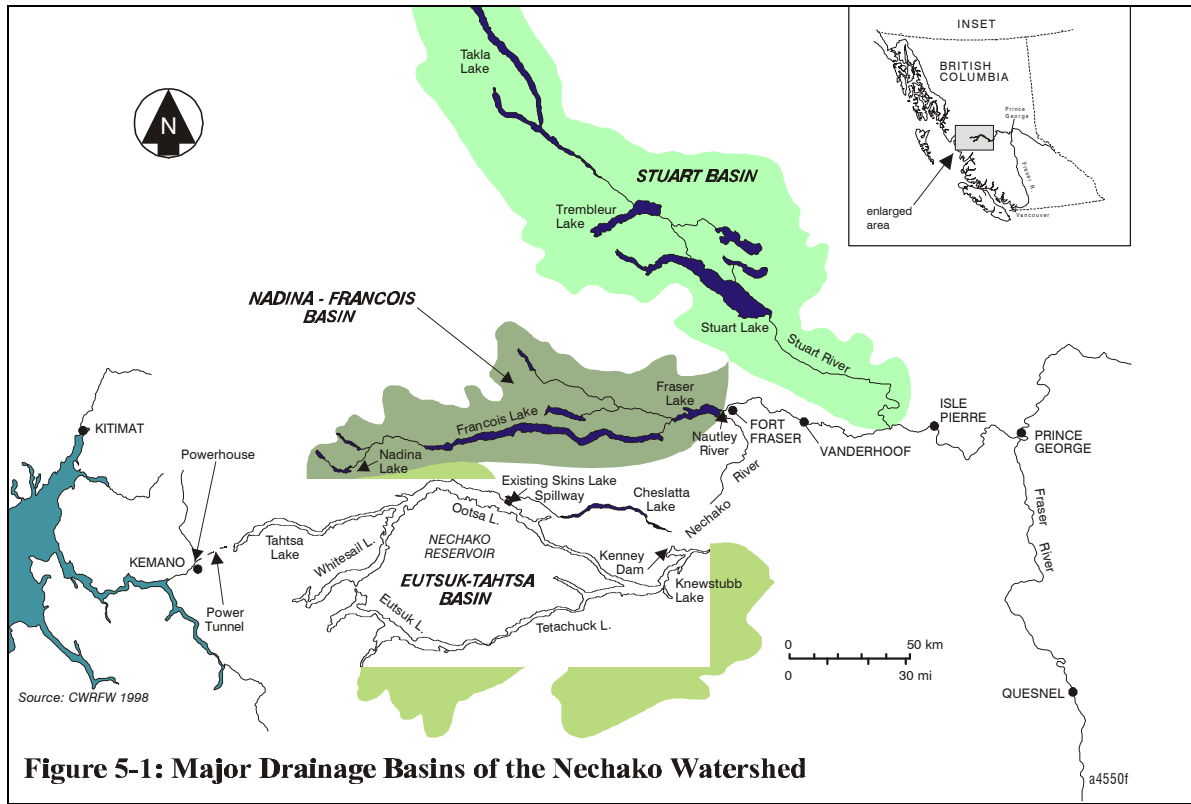 Takla
Lake
N
INSET
BRITISH
COLUMBIA
Prince
George
Fraser R.
Vancouver
enlarged
area
STUART BASIN
Trembleur
Lake
NADINA - FRANCOIS
BASIN
Stuart Lake
Stuart River
Fraser
Lake
Francois Lake
KITIMAT
Nadina
Lake
Nautley
River
FORT
FRASER
VANDERHOOF
ISLE
PIERRE
PRINCE
GEORGE
Powerhouse
Existing Skins Lake
Spillway
Cheslatta
Lake
Nechako River
Ootsa L.
Tahtsa
Lake
Whitesail L.
NECHAKO
RESERVOIR
Kenney
Dam
KEMANO
EUTSUK-TAHTSA
BASIN
Knewstubb
Lake
Fraser River
Power
Tunnel
Eutsuk L.
Tetachuck L.
0 50 km
0 30 mi
Source: CWRFW 1998
QUESNEL
Figure 5-1: Major Drainage Basins of the Nechako Watershed
a4550f